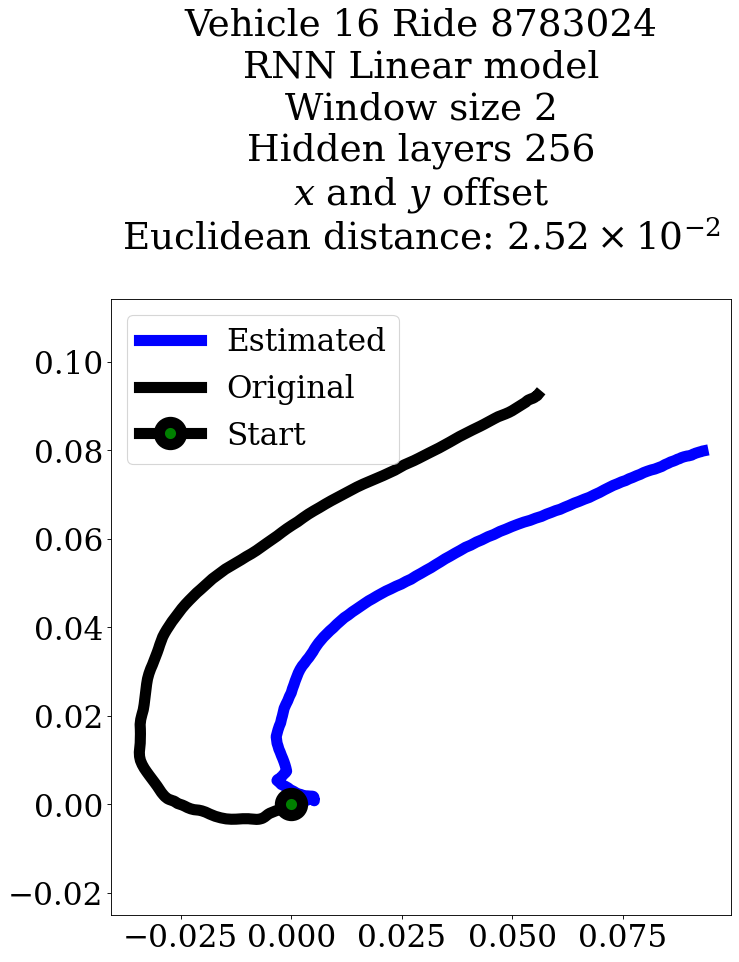 Vehicle 16 Ride 8783024
RNN Linear model
Window size 2
Hidden layers 256
x and y offset
Euclidean distance: 2.52 × 10⁻²
Estimated
Original
Start
0.10
0.08
0.06
0.04
0.02
0.00
−0.02
−0.025 0.000 0.025 0.050 0.075